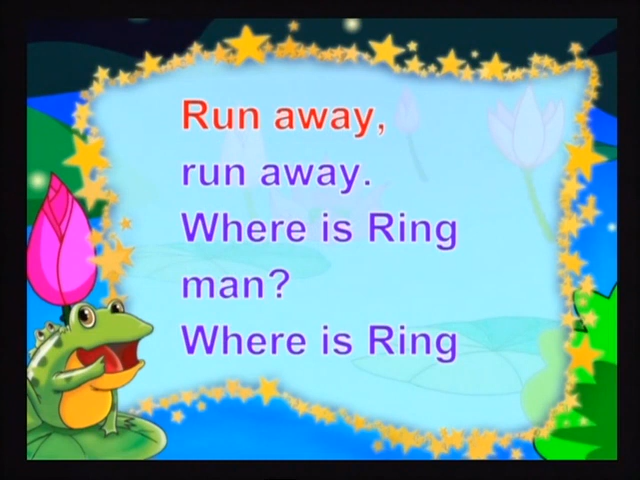 Run away,
run away.
Where is Ring
man?
Where is Ring